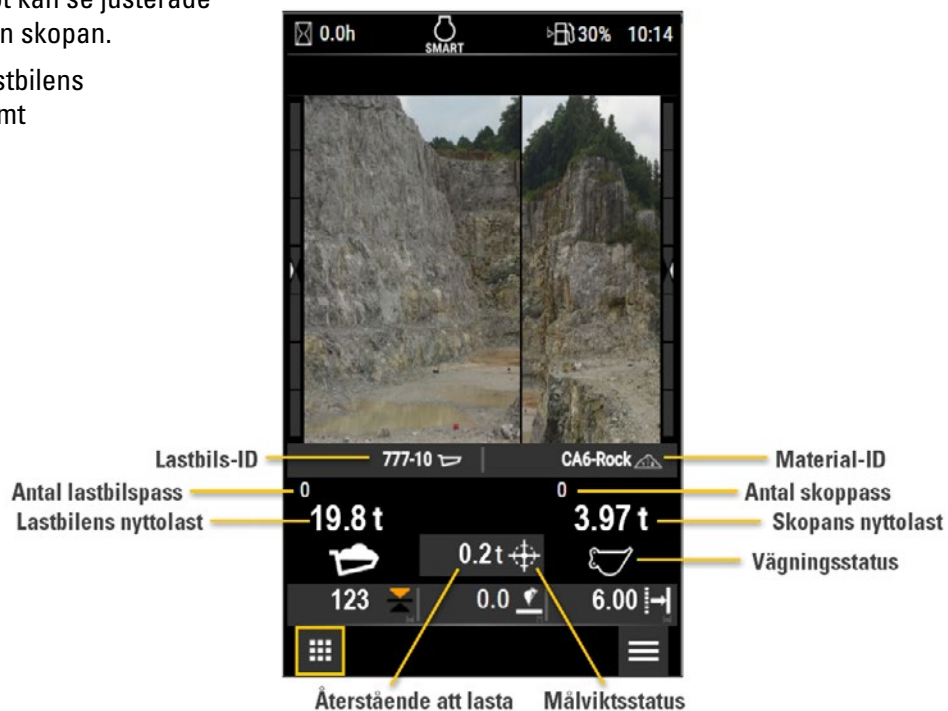 t kan se justerade
n skopan.
stbilens
mt
0.0h SMART 30% 10:14
Lastbils-ID 777-10 CA6-Rock Material-ID
Antal lastbilspass 0 0 Antal skoppass
Lastbilens nyttolast 19.8 t 3.97 t Skopans nyttolast
0.2 t Vägningsstatus
123 0.0 6.00
Återstående att lasta Målviktsstatus